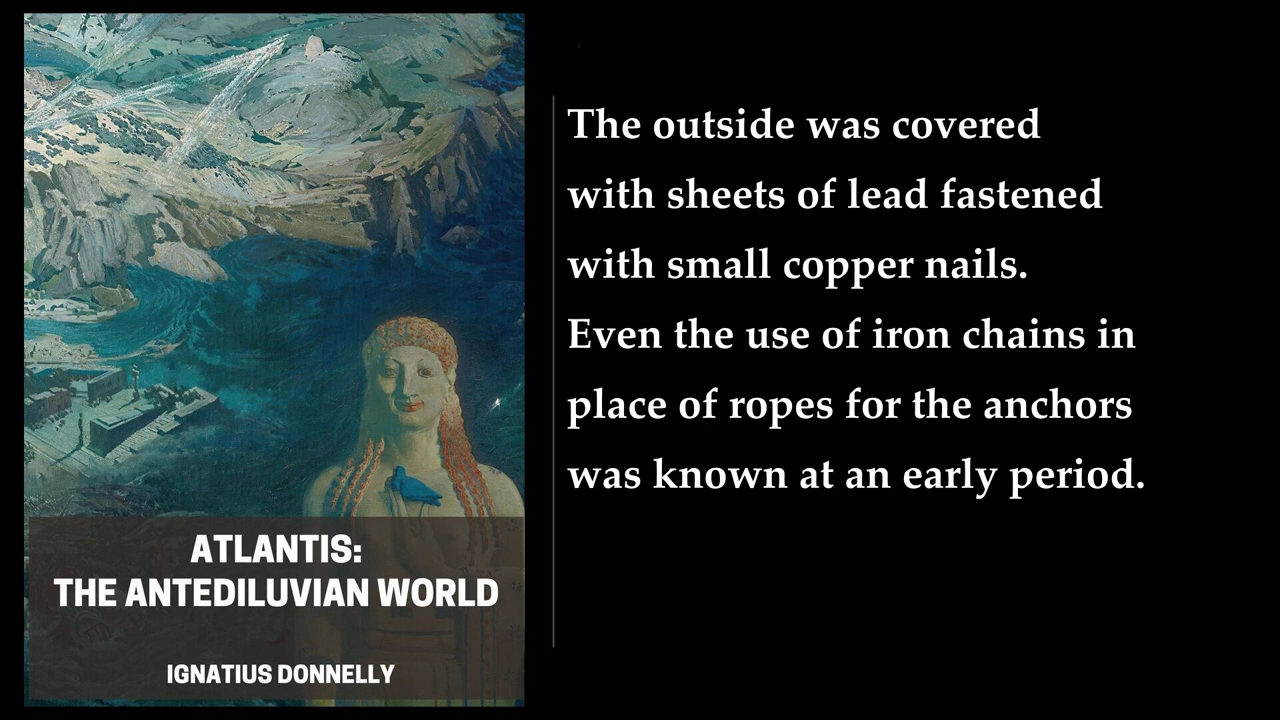 The outside was covered
with sheets of lead fastened
with small copper nails.
Even the use of iron chains in
place of ropes for the anchors
was known at an early period.
ATLANTIS:
THE ANTEDILUVIAN WORLD
IGNATIUS DONNELLY